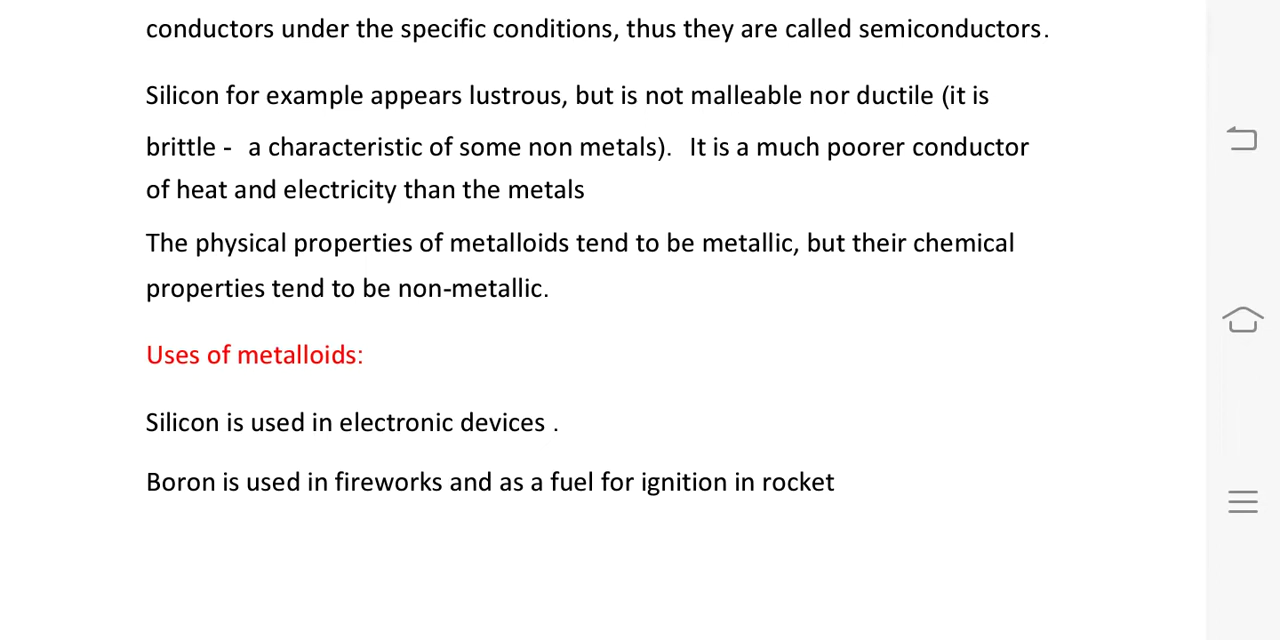 conductors under the specific conditions, thus they are called semiconductors.
Silicon for example appears lustrous, but is not malleable nor ductile (it is
brittle - a characteristic of some non metals). It is a much poorer conductor
of heat and electricity than the metals
The physical properties of metalloids tend to be metallic, but their chemical
properties tend to be non-metallic.
Uses of metalloids:
Silicon is used in electronic devices .
Boron is used in fireworks and as a fuel for ignition in rocket